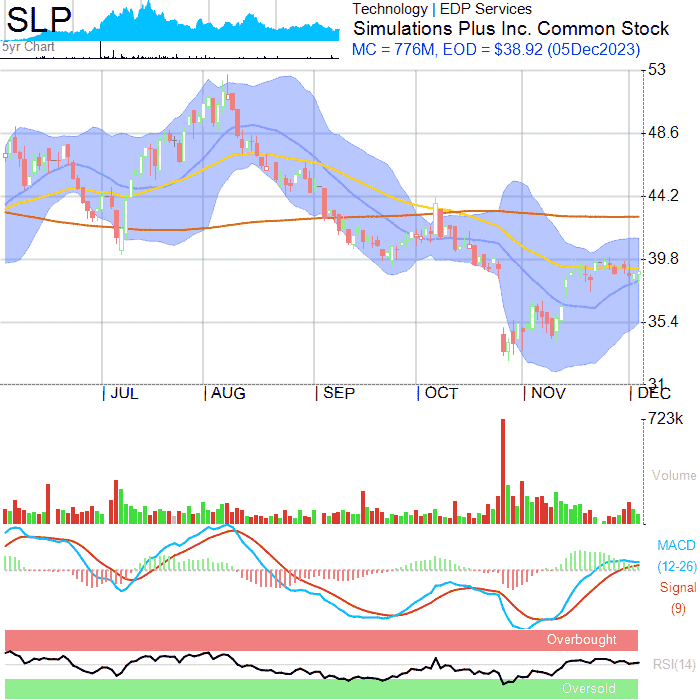 SLP
5yr Chart
Technology | EDP Services
Simulations Plus Inc. Common Stock
MC = 776M, EOD = $38.92 (05Dec2023)
53
48.6
44.2
39.8
35.4
31
JUL
AUG
SEP
OCT
NOV
DEC
723k
Volume
MACD
(12-26)
Signal
(9)
Overbought
RSI(14)
Oversold